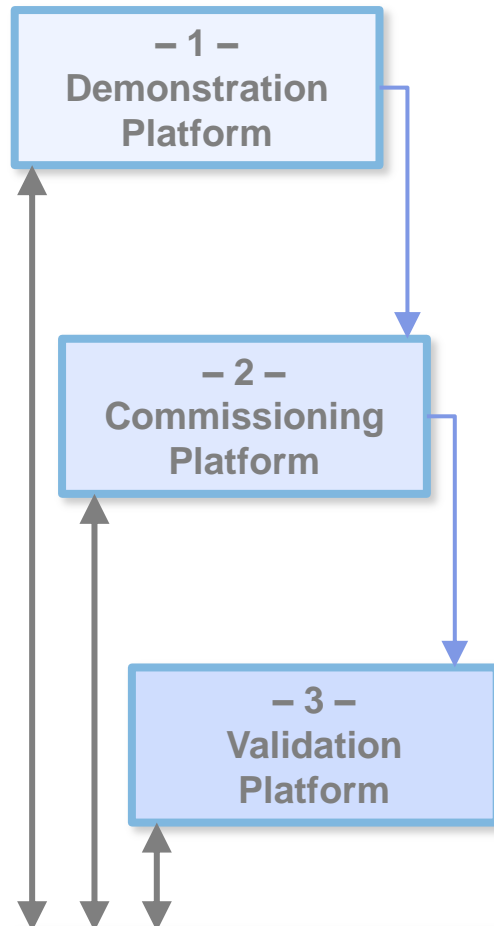 – 1 –
Demonstration
Platform
– 2 –
Commissioning
Platform
– 3 –
Validation
Platform